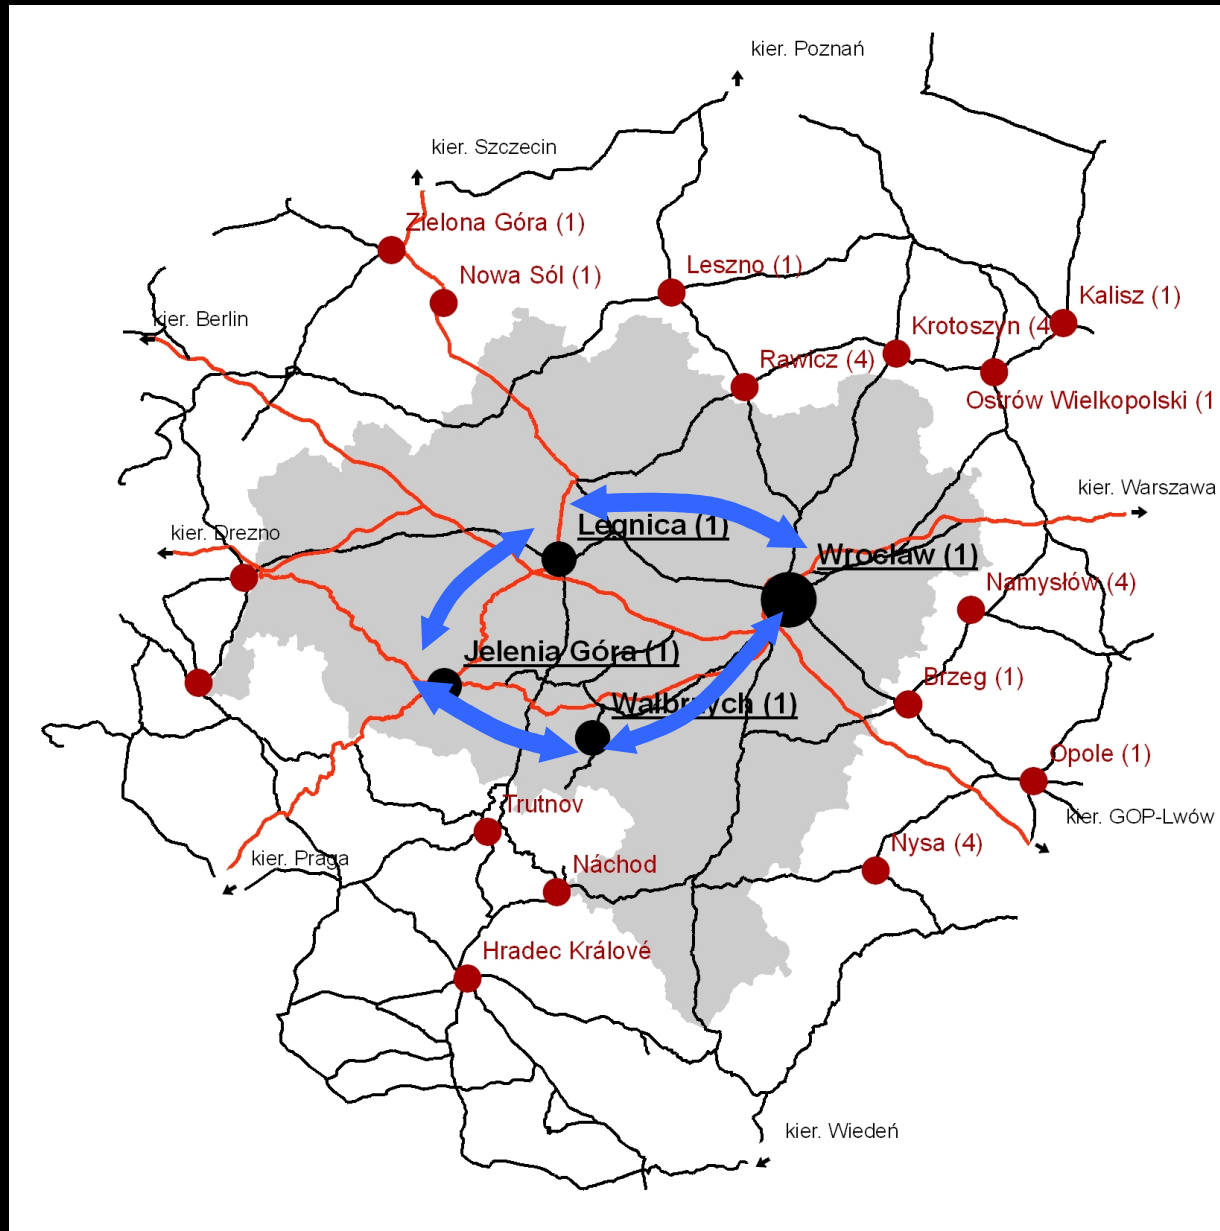 kier. Poznań
kier. Szczecin
Zielona Góra (1)
Nowa Sól (1)
Leszno (1)
Kalisz (1)
kier. Berlin
Krotoszyn (4
Rawicz (4)
Ostrów Wielkopolski (1
kier. Warszawa
Legnica (1)
kier. Drezno
Wrocław (1)
Namysłów (4)
Jelenia Góra (1)
Brzeg (1)
Wałbrzych (1)
Opole (1)
Trutnov
kier. GOP-Lwów
Nysa (4)
kier. Praga
Náchod
Hradec Králové
kier. Wiedeń